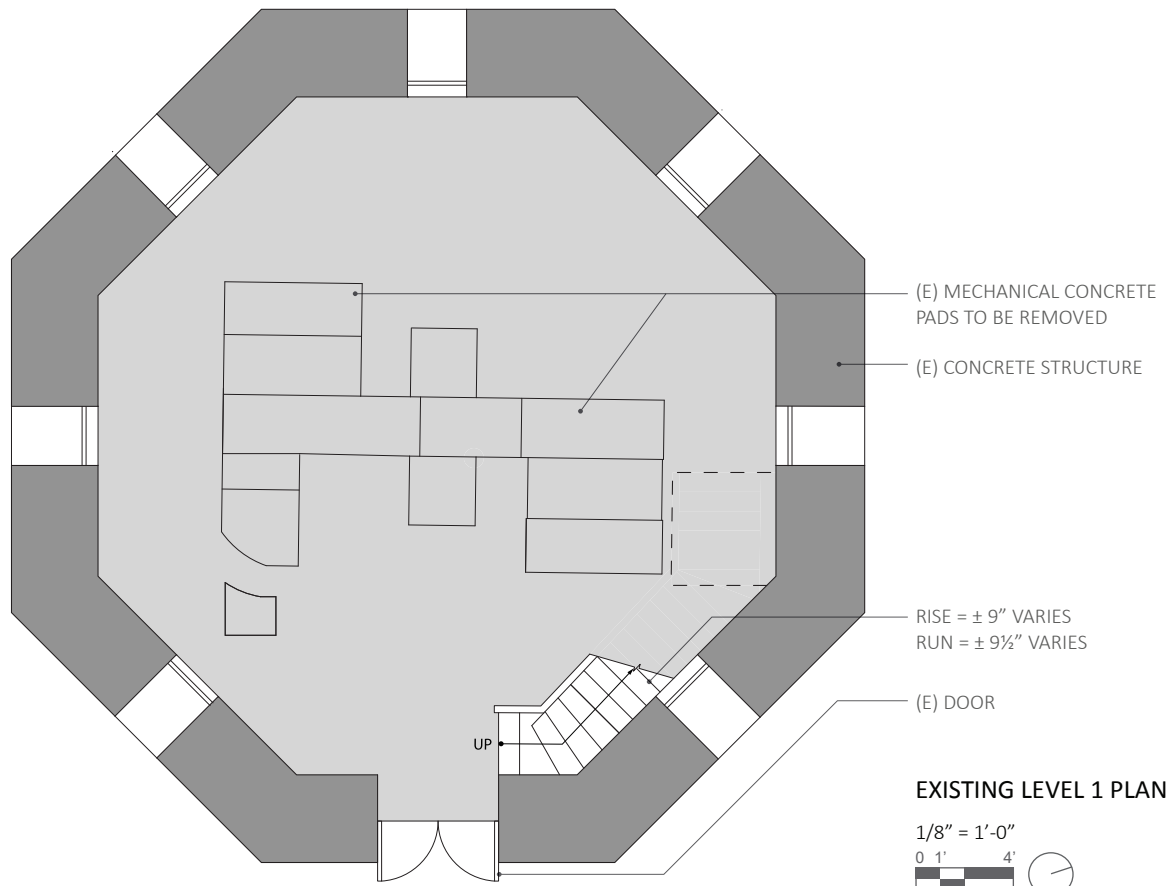 (E) MECHANICAL CONCRETE
PADS TO BE REMOVED
(E) CONCRETE STRUCTURE
RISE = ± 9” VARIES
RUN = ± 9½” VARIES
(E) DOOR
UP
EXISTING LEVEL 1 PLAN
1/8” = 1’-0”
0 1' 4'